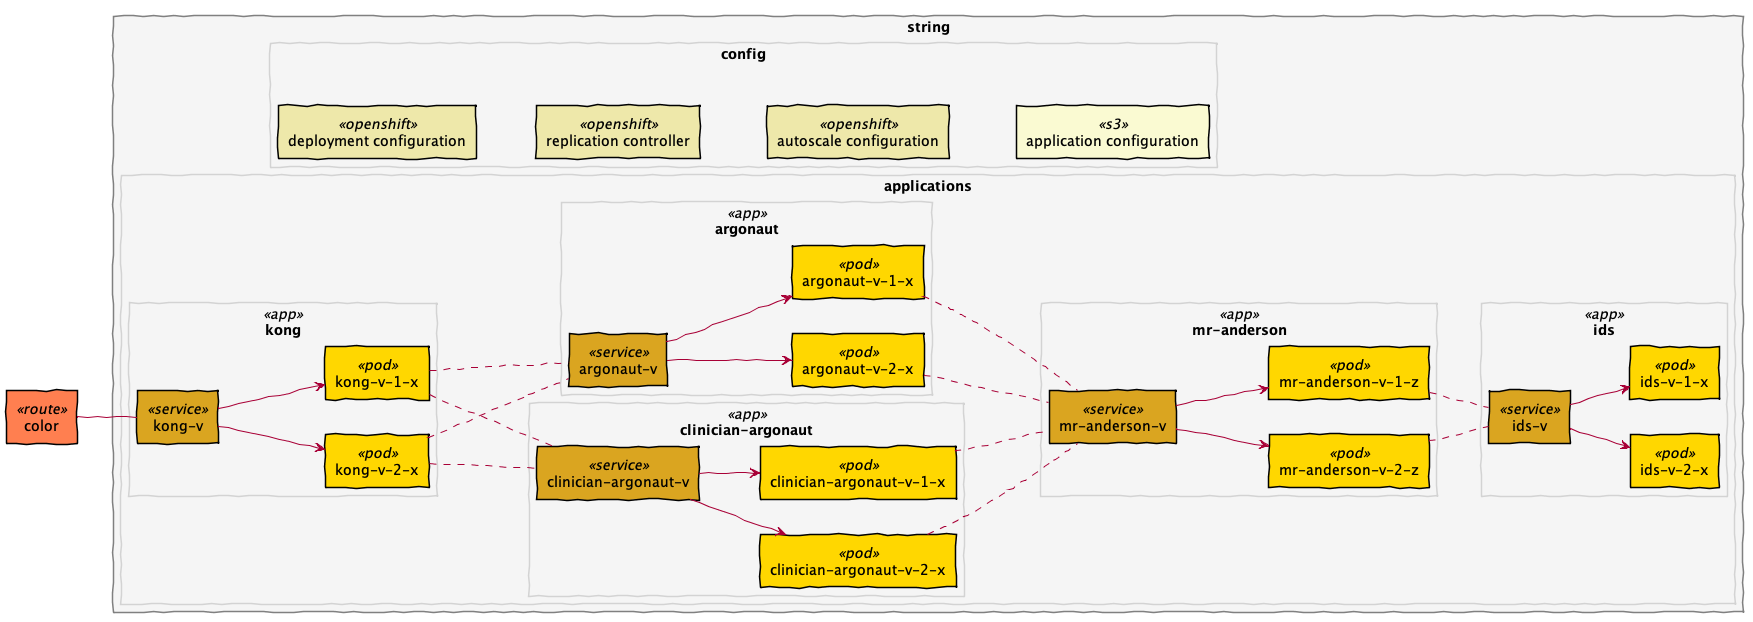 string
config
«openshift»
deployment configuration
«openshift»
replication controller
«openshift»
autoscale configuration
«s3»
application configuration
applications
«app»
argonaut
«pod»
argonaut-v-1-x
«service»
argonaut-v
«pod»
argonaut-v-2-x
«app»
kong
«pod»
kong-v-1-x
«route»
color
«service»
kong-v
«pod»
kong-v-2-x
«app»
clinician-argonaut
«service»
clinician-argonaut-v
«pod»
clinician-argonaut-v-1-x
«pod»
clinician-argonaut-v-2-x
«app»
mr-anderson
«pod»
mr-anderson-v-1-z
«service»
mr-anderson-v
«pod»
mr-anderson-v-2-z
«app»
ids
«pod»
ids-v-1-x
«service»
ids-v
«pod»
ids-v-2-x